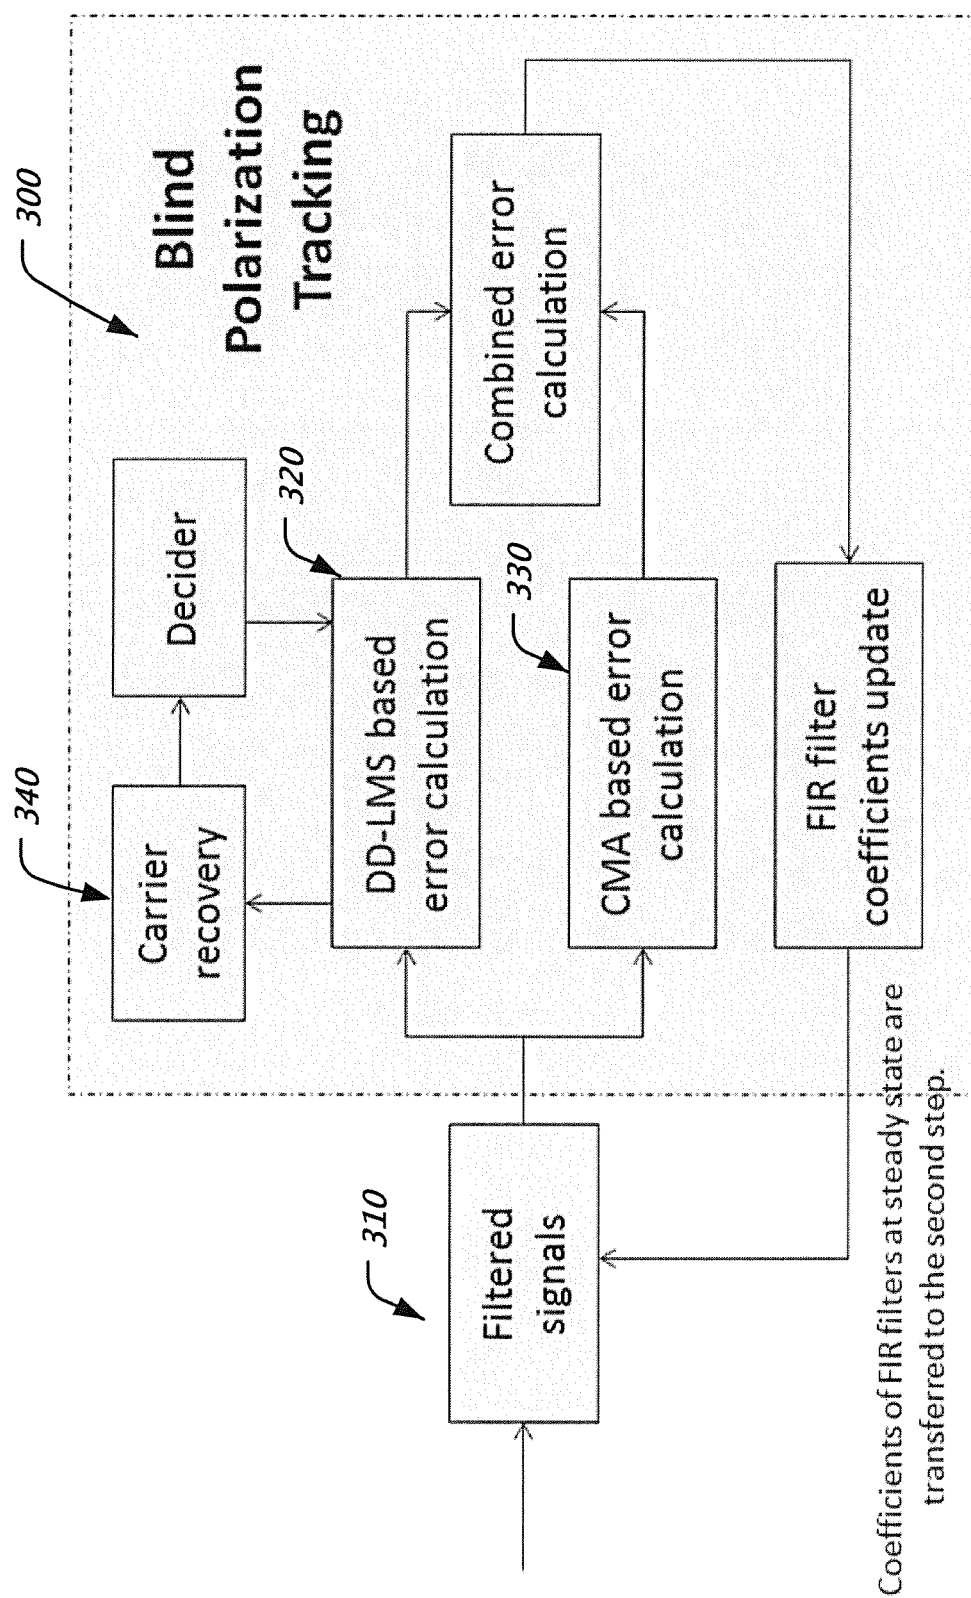 300
Blind
Polarization
Tracking
340
Carrier
recovery
Decider
320
DD-LMS based
error calculation
310
Filtered
signals
330
CMA based error
calculation
Combined error
calculation
FIR filter
coefficients update
Coefficients of FIR filters at steady state are
transferred to the second step.